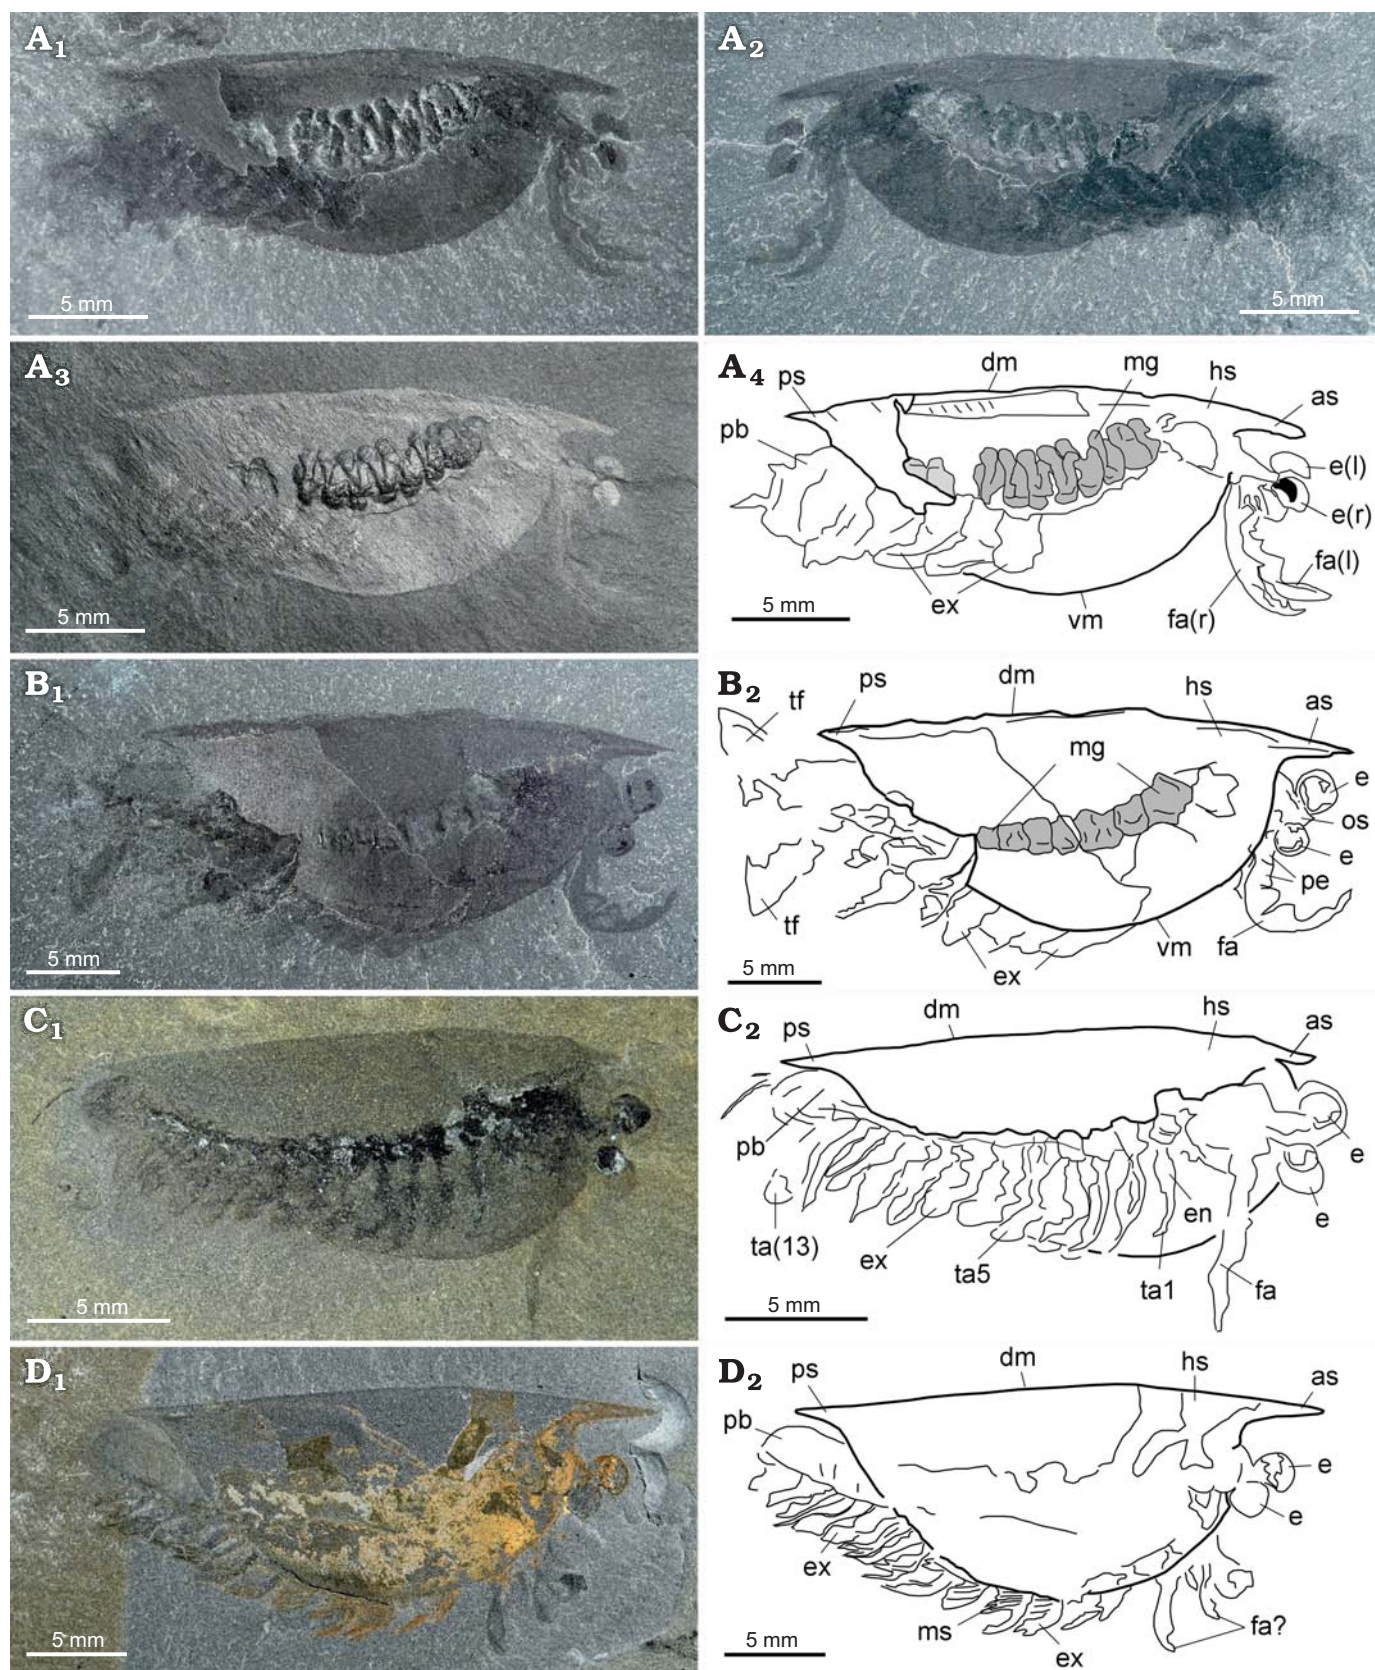 A1
A2
5 mm
5 mm
A3
A4
ps
dm
mg
hs
as
pb
e(l)
e(r)
fa(l)
5 mm
5 mm
ex
vm
fa(r)
B1
B2
tf
ps
dm
hs
as
mg
e
os
e
pe
tf
vm
fa
5 mm
5 mm
ex
C1
C2
ps
dm
hs
as
pb
e
en
e
ta(13)
ex
ta5
ta1
fa
5 mm
5 mm
D1
D2
ps
dm
hs
as
pb
e
e
ex
ms
fa?
5 mm
5 mm
ex